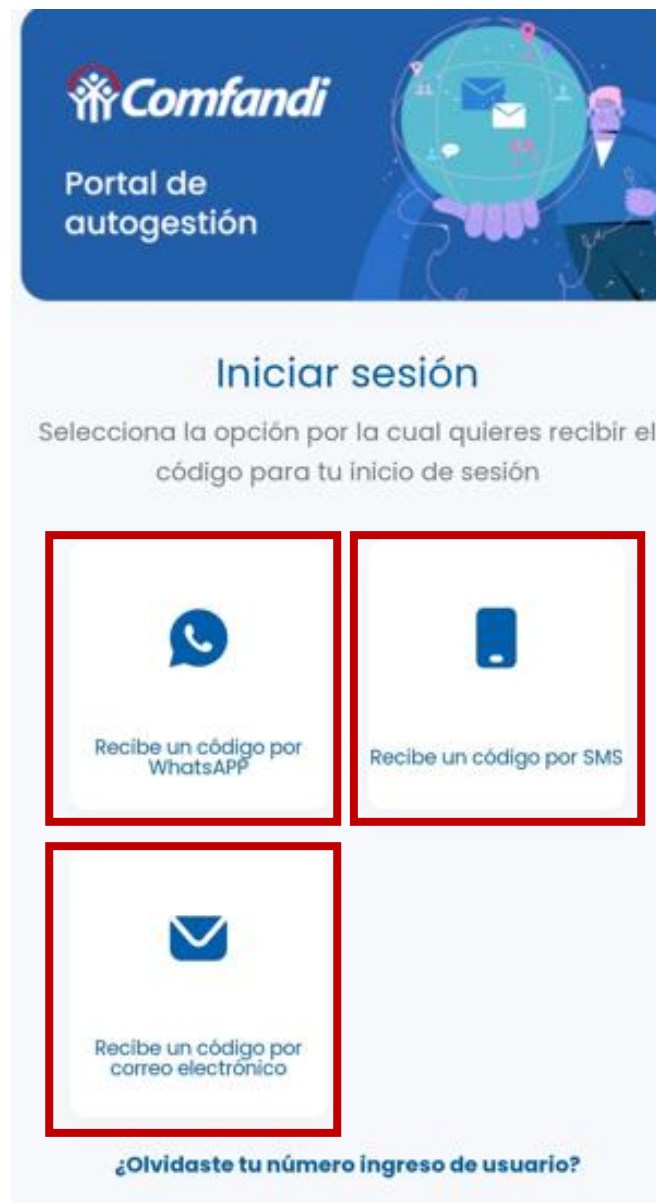 Comfandi
Portal de
autogestión
Iniciar sesión
Selecciona la opción por la cual quieres recibir el
código para tu inicio de sesión
Recibe un código por
WhatsAPP
Recibe un código por SMS
Recibe un código por
correo electrónico
¿Olvidaste tu número ingreso de usuario?